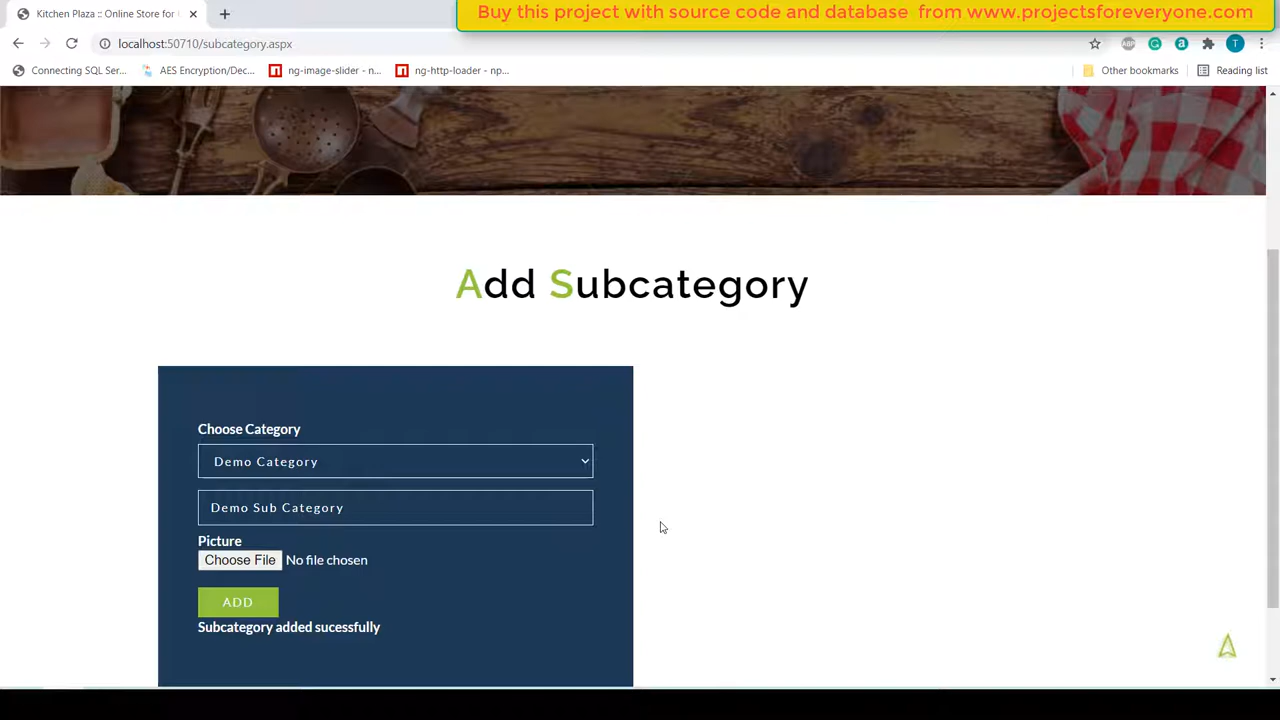 Kitchen Plaza :: Online Store for
Buy this project with source code and database from www.projectsforeveryone.com
localhost:50710/subcategory.aspx
ABP
T
Connecting SQL Ser...
AES Encryption/Dec...
ng-image-slider - n...
ng-http-loader - np...
Other bookmarks
Reading list
Add Subcategory
Choose Category
Demo Category
Demo Sub Category
Picture
Choose File No file chosen
ADD
Subcategory added sucessfully